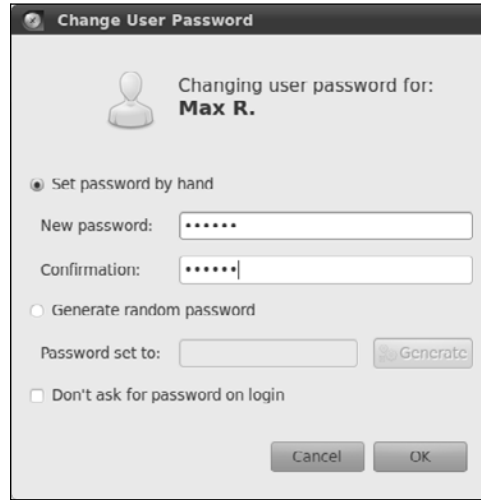 Change User Password
Changing user password for:
Max R.
Set password by hand
New password: ••••••
Confirmation: ••••••
Generate random password
Password set to: Generate
Don't ask for password on login
Cancel OK